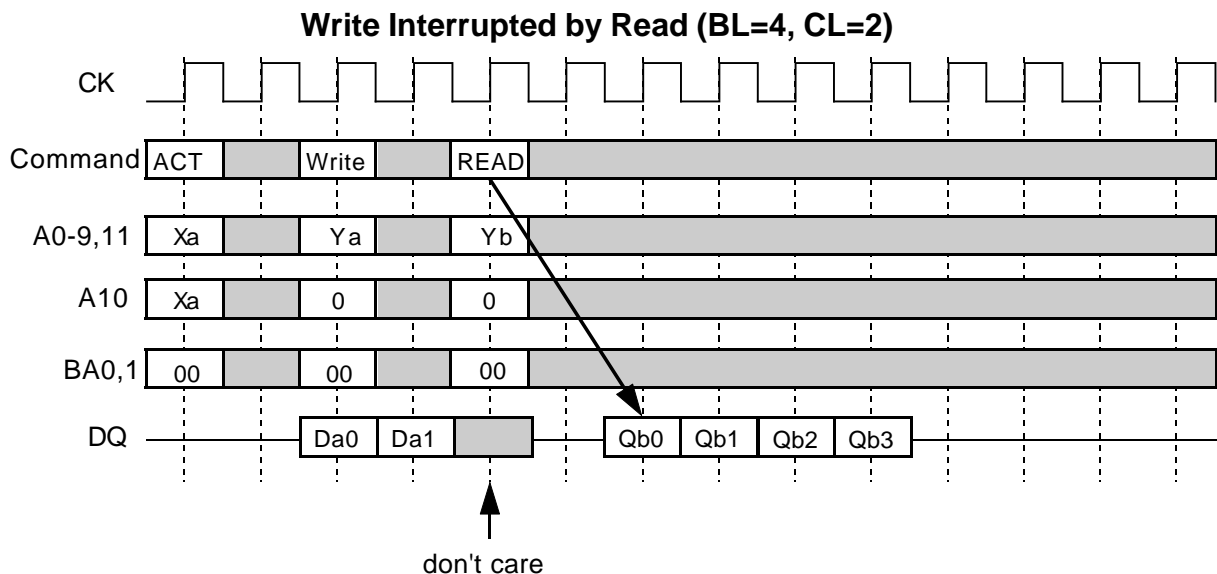 Write Interrupted by Read (BL=4, CL=2)
CK
Command ACT Write READ
A0-9,11 Xa Ya Yb
A10 Xa 0 0
BA0,1 00 00 00
DQ Da0 Da1 Qb0 Qb1 Qb2 Qb3
don't care